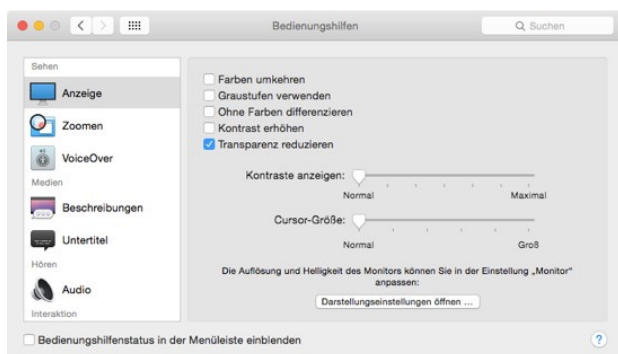 Bedienungshilfen
Suchen
Sehen
Anzeige
Zoomen
VoiceOver
Medien
Beschreibungen
Untertitel
Hören
Audio
Interaktion
Farben umkehren
Graustufen verwenden
Ohne Farben differenzieren
Kontrast erhöhen
Transparenz reduzieren
Kontraste anzeigen:
Normal Maximal
Cursor-Größe:
Normal Groß
Die Auflösung und Helligkeit des Monitors können Sie in der Einstellung „Monitor“
anpassen:
Darstellungseinstellungen öffnen ...
Bedienungshilfenstatus in der Menüleiste einblenden
?